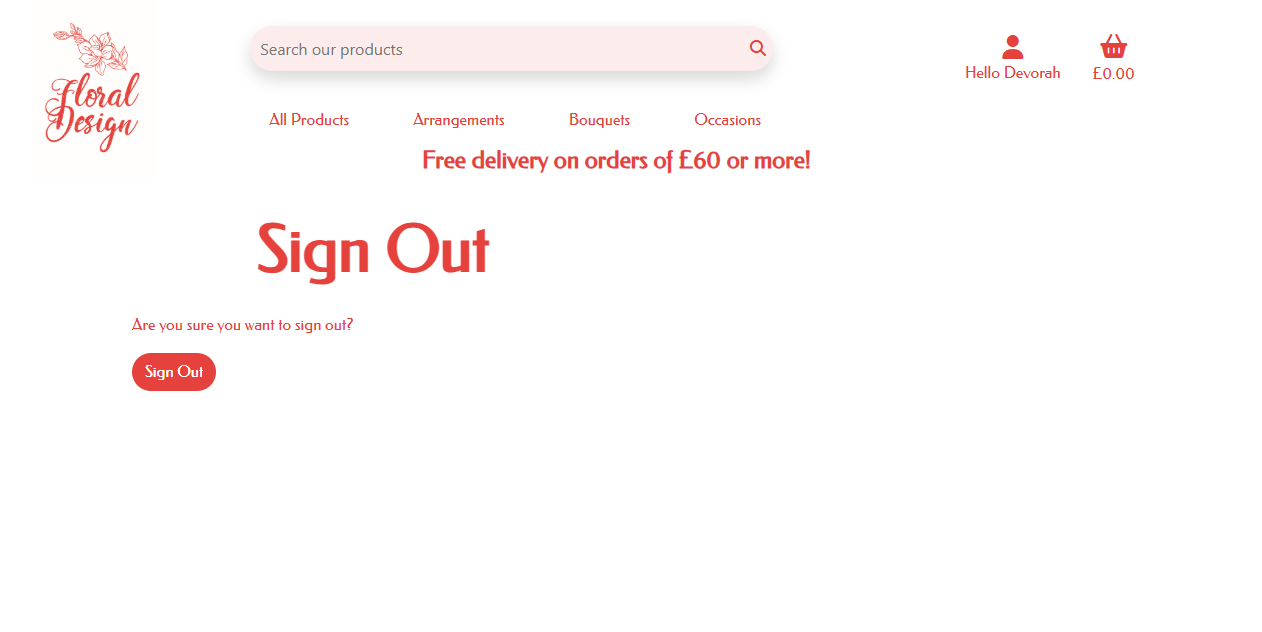 Floral
Design
Search our products
Hello Devorah
£0.00
All Products
Arrangements
Bouquets
Occasions
Free delivery on orders of £60 or more!
Sign Out
Are you sure you want to sign out?
Sign Out